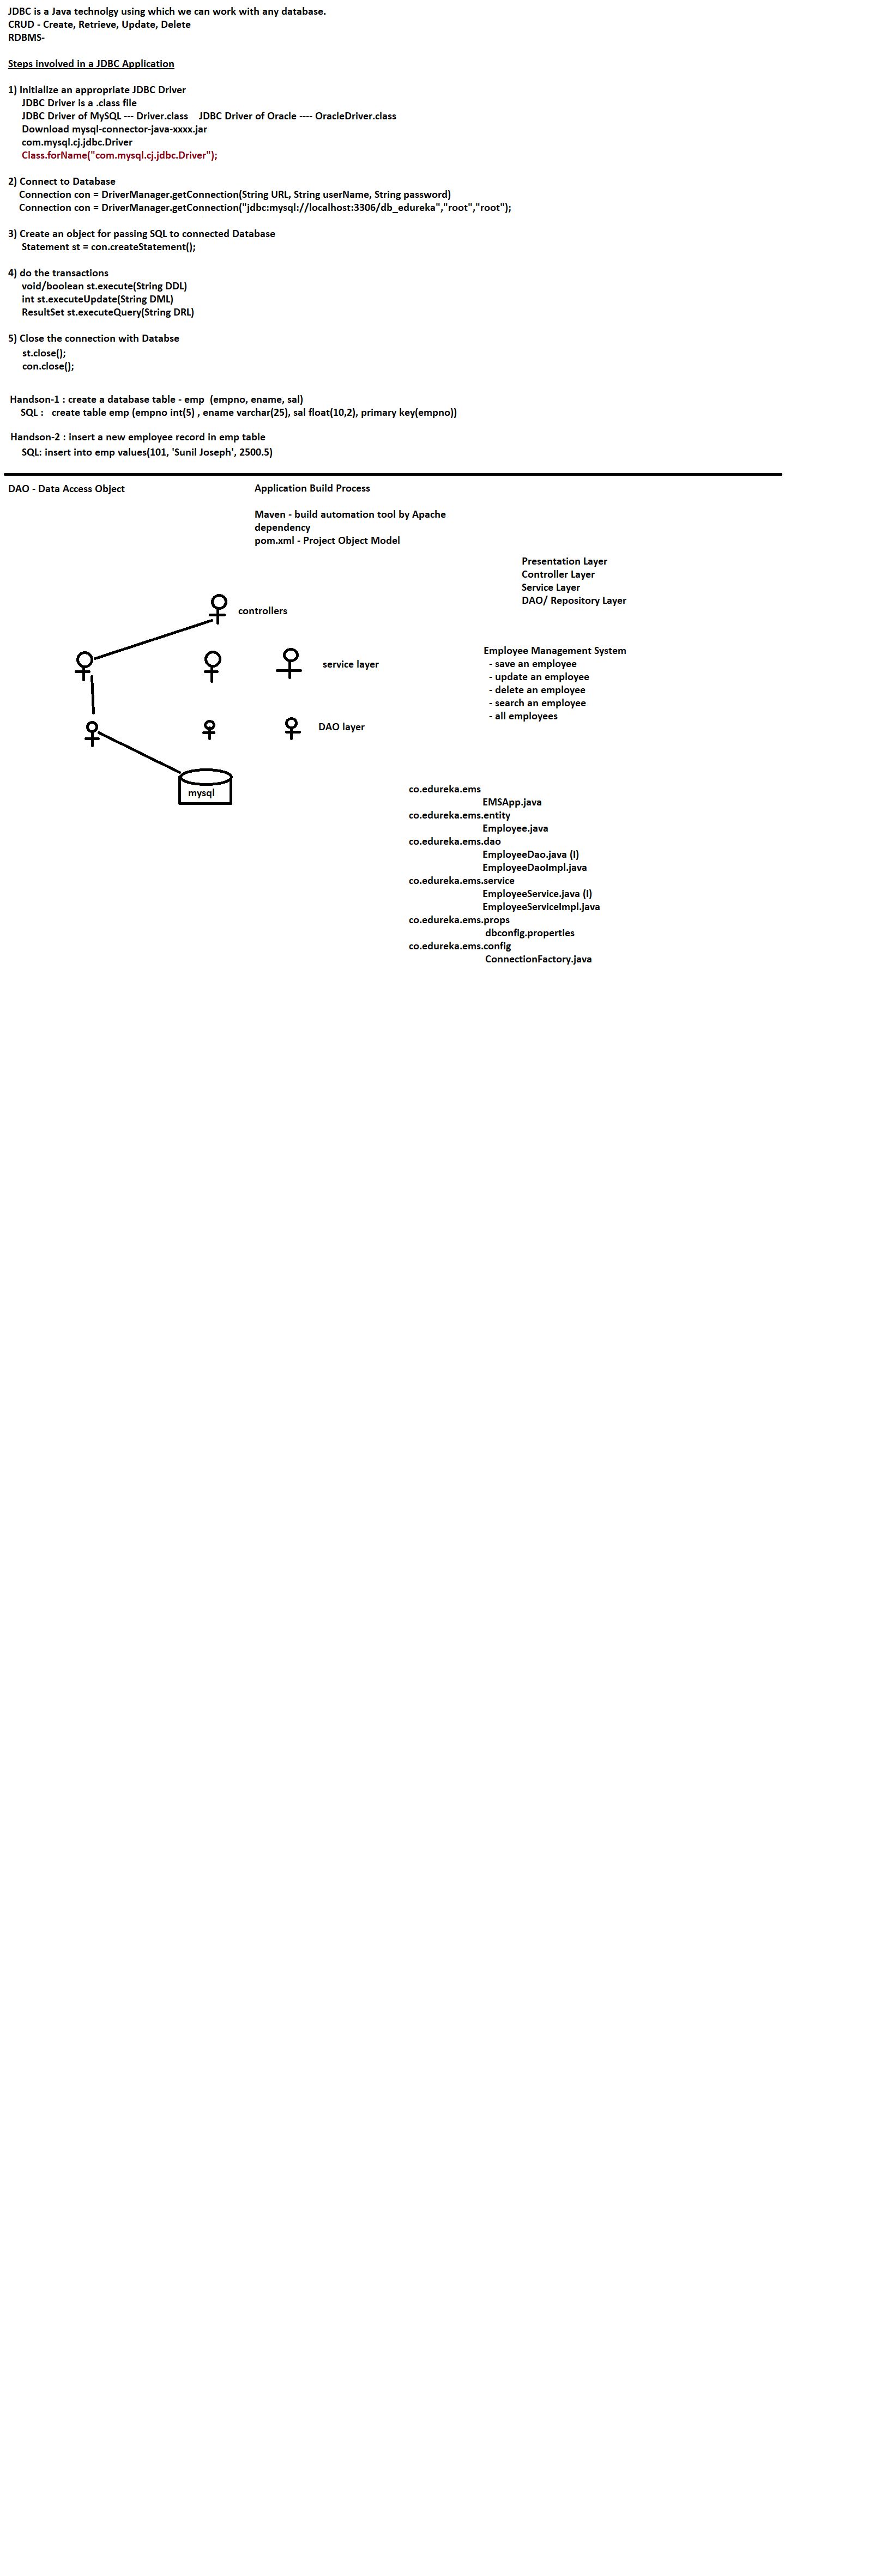 JDBC is a Java technolgy using which we can work with any database.
CRUD - Create, Retrieve, Update, Delete
RDBMS-
Steps involved in a JDBC Application
1) Initialize an appropriate JDBC Driver
JDBC Driver is a .class file
JDBC Driver of MySQL --- Driver.class    JDBC Driver of Oracle ---- OracleDriver.class
Download mysql-connector-java-xxxx.jar
com.mysql.cj.jdbc.Driver
Class.forName("com.mysql.cj.jdbc.Driver");
2) Connect to Database
Connection con = DriverManager.getConnection(String URL, String userName, String password)
Connection con = DriverManager.getConnection("jdbc:mysql://localhost:3306/db_edureka","root","root");
3) Create an object for passing SQL to connected Database
Statement st = con.createStatement();
4) do the transactions
void/boolean st.execute(String DDL)
int st.executeUpdate(String DML)
ResultSet st.executeQuery(String DRL)
5) Close the connection with Databse
st.close();
con.close();
Handson-1 : create a database table - emp  (empno, ename, sal)
SQL :   create table emp (empno int(5) , ename varchar(25), sal float(10,2), primary key(empno))
Handson-2 : insert a new employee record in emp table
SQL: insert into emp values(101, 'Sunil Joseph', 2500.5)
DAO - Data Access Object
Application Build Process
Maven - build automation tool by Apache
dependency
pom.xml - Project Object Model
Presentation Layer
Controller Layer
Service Layer
DAO/ Repository Layer
controllers
service layer
DAO layer
mysql
Employee Management System
- save an employee
- update an employee
- delete an employee
- search an employee
- all employees
co.edureka.ems
EMSApp.java
co.edureka.ems.entity
Employee.java
co.edureka.ems.dao
EmployeeDao.java (I)
EmployeeDaoImpl.java
co.edureka.ems.service
EmployeeService.java (I)
EmployeeServiceImpl.java
co.edureka.ems.props
dbconfig.properties
co.edureka.ems.config
ConnectionFactory.java